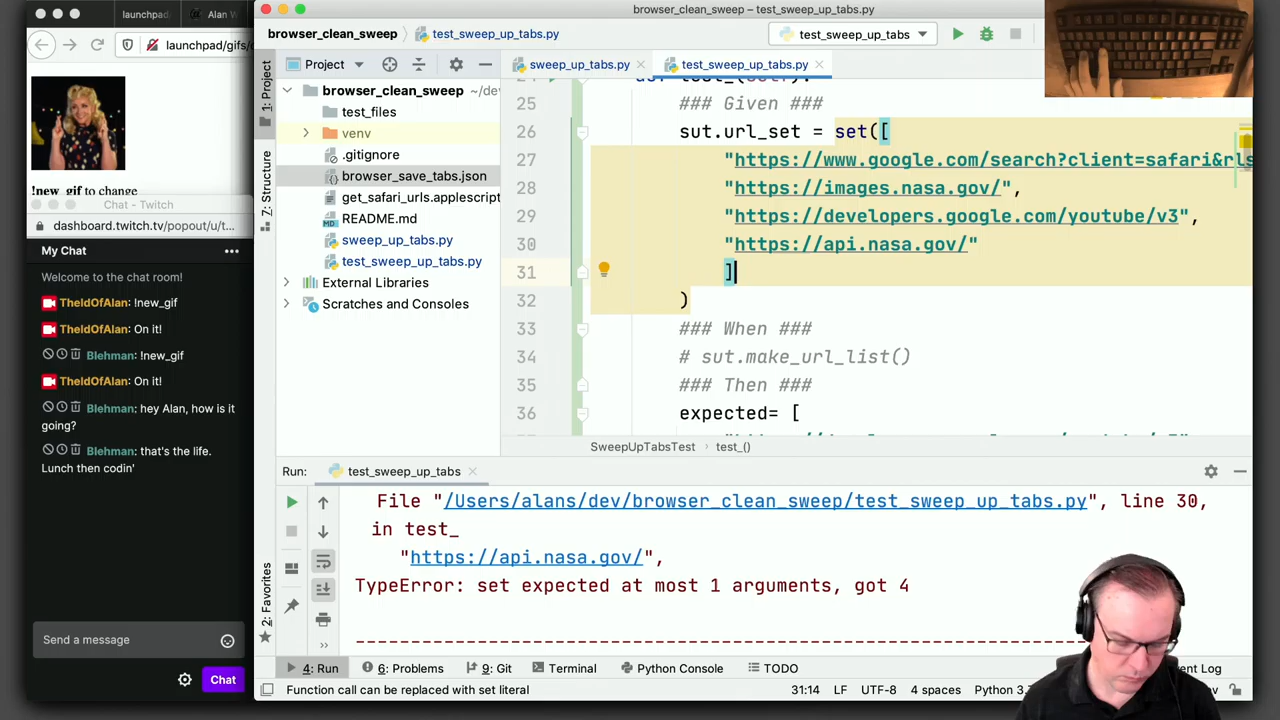 launchpad
Alan W
launchpad/gifs/
!new_gif to change
Chat - Twitch
dashboard.twitch.tv/popout/u/t...
My Chat
Welcome to the chat room!
TheIdOfAlan: !new_gif
TheIdOfAlan: On it!
Blehman: !new_gif
TheIdOfAlan: On it!
Blehman: hey Alan, how is it
going?
Blehman: that's the life.
Lunch then codin'
Send a message
Chat
browser_clean_sweep – test_sweep_up_tabs.py
browser_clean_sweep
test_sweep_up_tabs.py
test_sweep_up_tabs
1: Project
7: Structure
2: Favorites
Project
browser_clean_sweep ~/de
test_files
venv
.gitignore
browser_save_tabs.json
get_safari_urls.applescript
README.md
sweep_up_tabs.py
test_sweep_up_tabs.py
External Libraries
Scratches and Consoles
sweep_up_tabs.py
test_sweep_up_tabs.py
25 ### Given ###
26 sut.url_set = set([
27 "https://www.google.com/search?client=safari&rls
28 "https://images.nasa.gov/",
29 "https://developers.google.com/youtube/v3",
30 "https://api.nasa.gov/"
31 ]
32 )
33 ### When ###
34 # sut.make_url_list()
35 ### Then ###
36 expected= [
SweepUpTabsTest
test_()
Run:
test_sweep_up_tabs
File "/Users/alans/dev/browser_clean_sweep/test_sweep_up_tabs.py", line 30,
in test_
"https://api.nasa.gov/",
TypeError: set expected at most 1 arguments, got 4
----------------------------------------------------------------------
4: Run
6: Problems
9: Git
Terminal
Python Console
TODO
nt Log
Function call can be replaced with set literal
31:14
LF
UTF-8
4 spaces
Python 3.